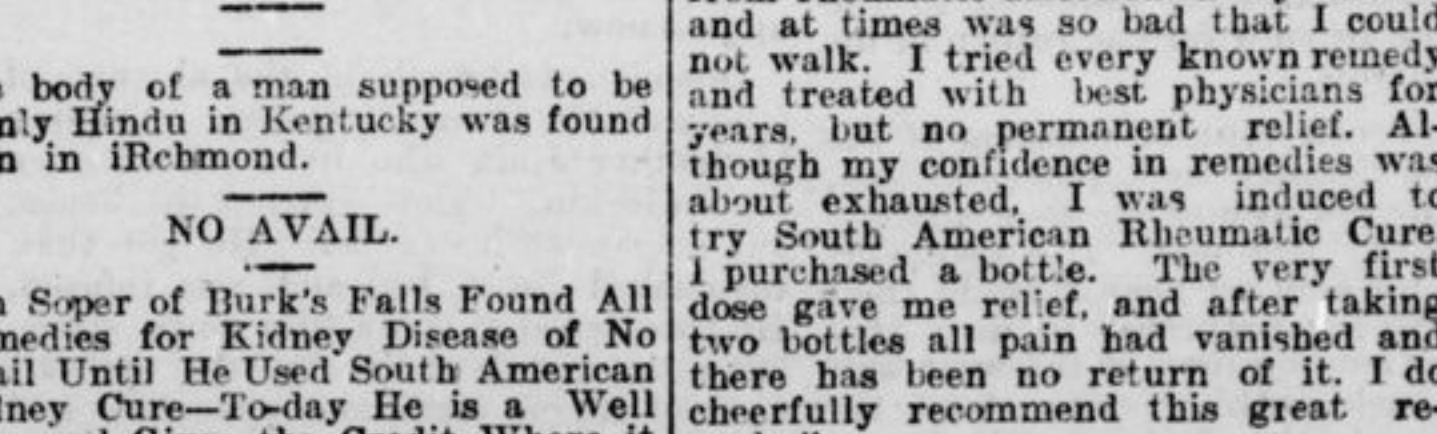 body of a man supposed to be
Hindu in Kentucky was found
in iRchmond.
NO AVAIL.
Soper of Burk's Falls Found All
for Kidney Disease of No
Until He Used South American
Cure—To-day He is a Well
and at times was so bad that I could
not walk. I tried every known remedy
and treated with best physicians for
years, but no permanent relief. Al-
though my confidence in remedies was
about exhausted, I was induced to
try South American Rheumatic Cure
I purchased a bottle. The very first
dose gave me relief, and after taking
two bottles all pain had vanished and
there has been no return of it. I do
cheerfully recommend this great re-